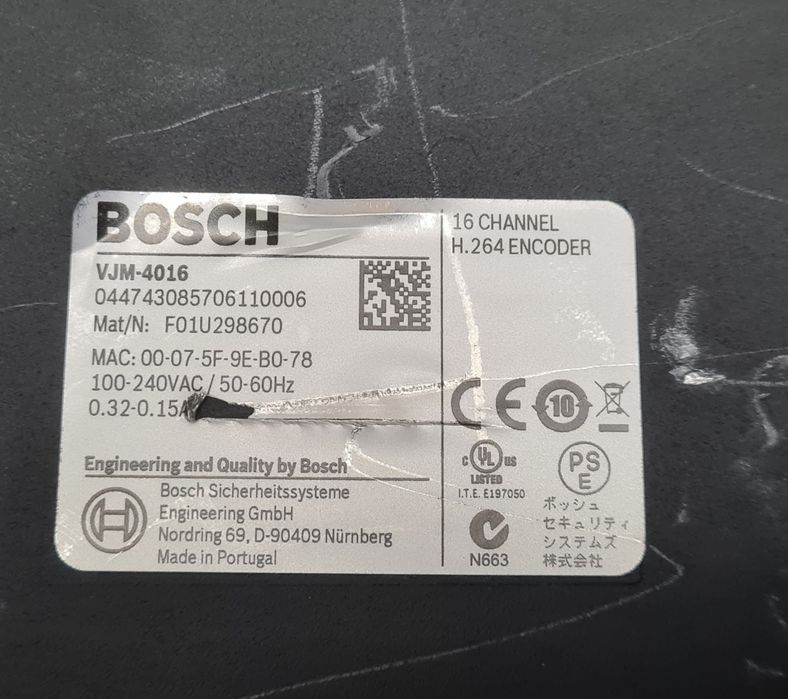 BOSCH
VJM-4016
044743085706110006
Mat/N: F01U298670
MAC: 00-07-5F-9E-B0-78
100-240VAC / 50-60Hz
0.32-0.15A
Engineering and Quality by Bosch
Bosch Sicherheitssysteme
Engineering GmbH
Nordring 69, D-90409 Nürnberg
Made in Portugal
16 CHANNEL
H.264 ENCODER
CE
10
C UL US
LISTED
I.T.E. E197050
PS
E
N663
ボッシュ
セキュリティ
システムズ
株式会社